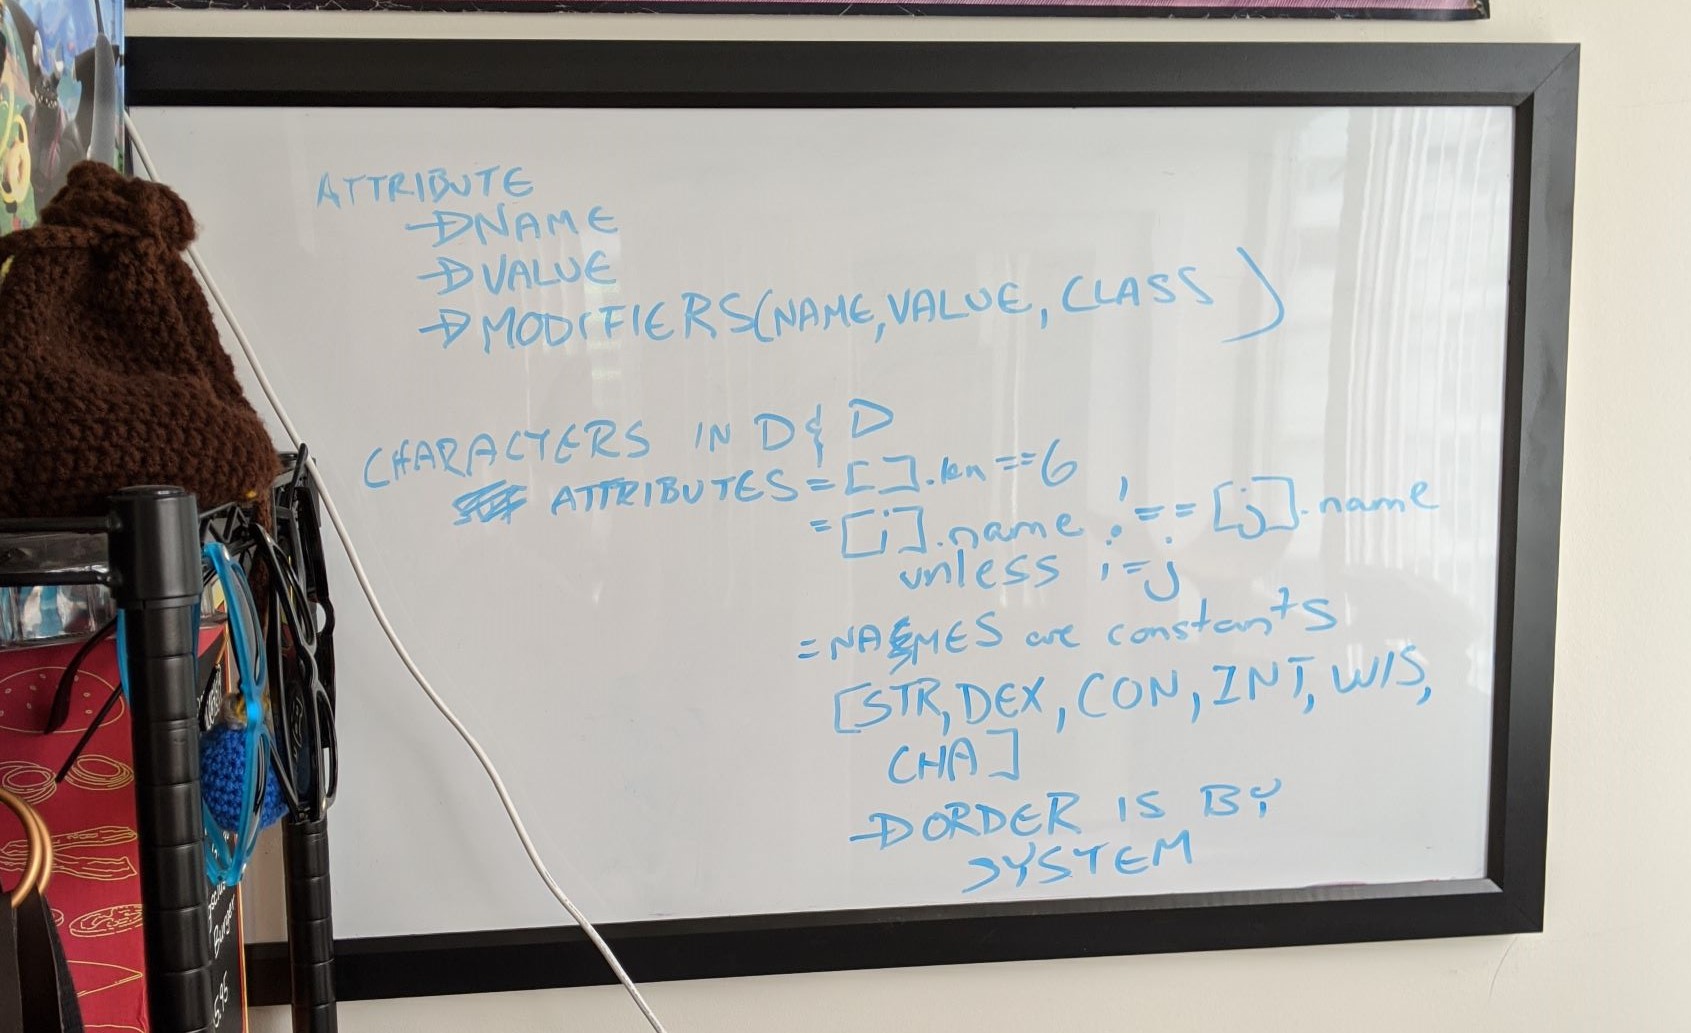 ATTRIBUTE
→ NAME
→ VALUE
→ MODIFIERS(NAME, VALUE, CLASS)
CHARACTERS IN D&D
ATTRIBUTES = [].len == 6
= [i].name !== [j].name
unless i=j
= NAMES are constants
[STR, DEX, CON, INT, WIS,
CHA]
→ ORDER IS BY
SYSTEM
Burger